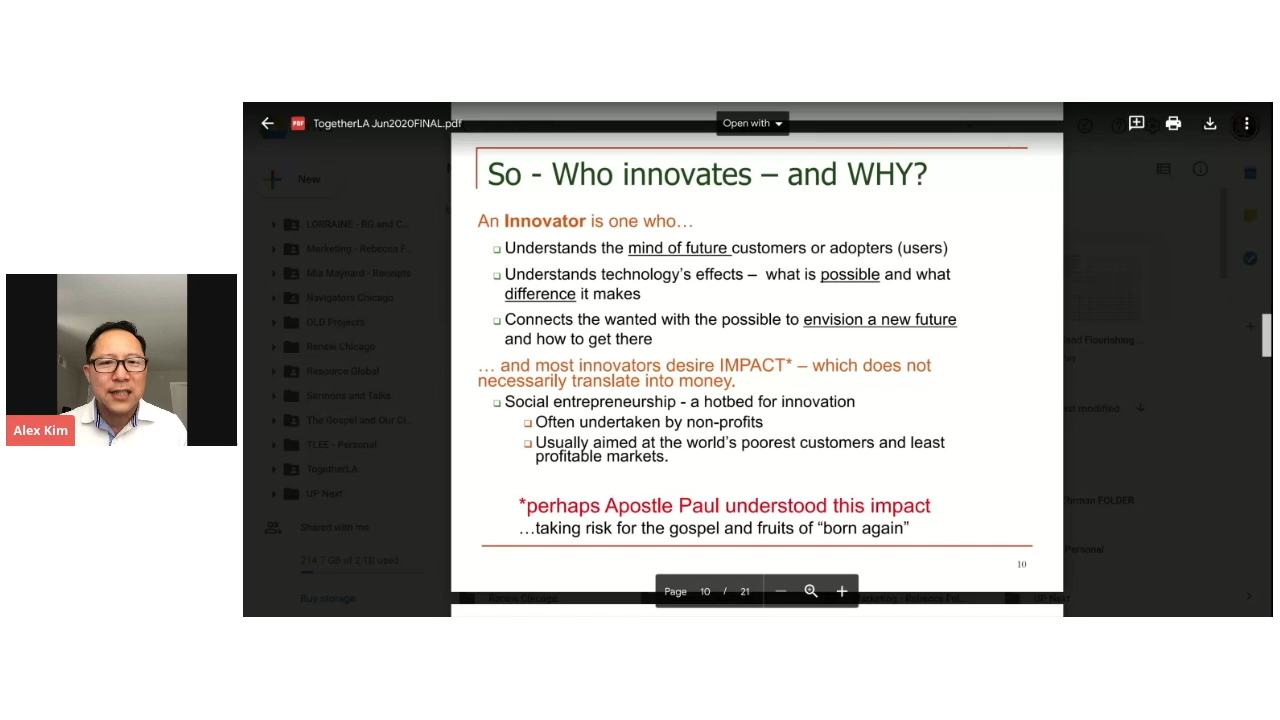 TogetherLA Jun2020FINAL.pdf
Open with
New
LORRAINE - RG and C...
Marketing - Rebecca F...
Mia Maynard - Receipts
Navigators Chicago
OLD Projects
Renew Chicago
Resource Global
Sermons and Talks
The Gospel and Our Ci...
TLEE - Personal
TogetherLA
UP Next
Shared with me
214.7 GB of 2 TB used
Buy storage
Alex Kim
So - Who innovates – and WHY?
An Innovator is one who…
Understands the mind of future customers or adopters (users)
Understands technology's effects – what is possible and what
difference it makes
Connects the wanted with the possible to envision a new future
and how to get there
… and most innovators desire IMPACT* – which does not
necessarily translate into money.
Social entrepreneurship - a hotbed for innovation
Often undertaken by non-profits
Usually aimed at the world's poorest customers and least
profitable markets.
*perhaps Apostle Paul understood this impact
…taking risk for the gospel and fruits of “born again”
10
Page 10 / 21
and Flourishing ...
modified
FOLDER
Personal
Renew Chicago
UP Next